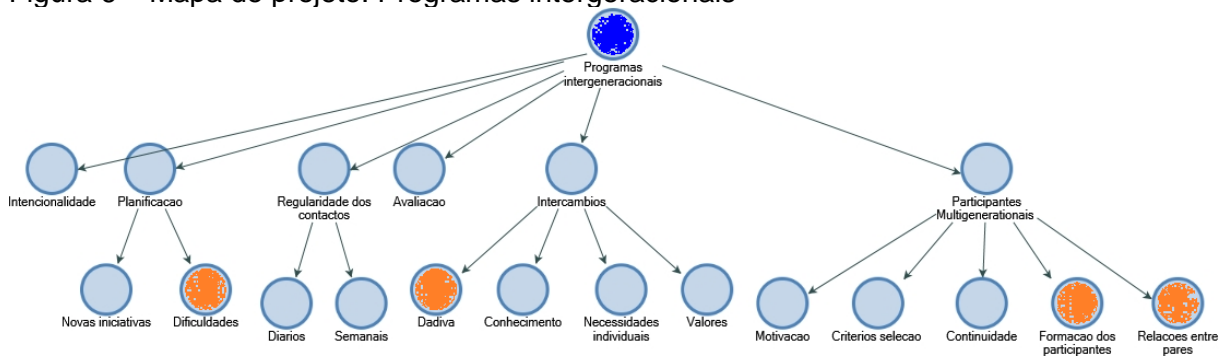 Figura – Mapa do projeto: Programas intergeracionais
Programas
intergeneracionais
Intencionalidade
Planificacao
Regularidade dos
contactos
Avaliacao
Intercambios
Participantes
Multigenerationais
Novas iniciativas
Dificuldades
Diarios
Semanais
Dadiva
Conhecimento
Necessidades
individuais
Valores
Motivacao
Criterios selecao
Continuidade
Formacao dos
participantes
Relacoes entre
pares